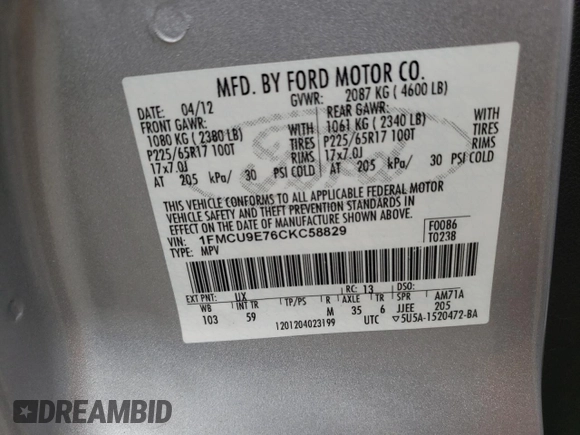 MFD. BY FORD MOTOR CO.
DATE: 04/12 GVWR: 2087 KG ( 4600 LB)
FRONT GAWR: REAR GAWR:
1080 KG ( 2380 LB) WITH 1061 KG ( 2340 LB) WITH
P225/65R17 100T TIRES P225/65R17 100T TIRES
17x7.0J RIMS 17x7.0J RIMS
AT 205 kPa/ 30 PSI COLD AT 205 kPa/ 30 PSI COLD
THIS VEHICLE CONFORMS TO ALL APPLICABLE FEDERAL MOTOR
VEHICLE SAFETY AND THEFT PREVENTION STANDARDS IN
EFFECT ON THE DATE OF MANUFACTURE SHOWN ABOVE.
VIN: 1FMCU9E76CKC58829 F0086
TYPE: MPV T0238
EXT PNT: UX RC: 13 DSO:
WB INT TR TP/PS R AXLE TR SPR AM71A
103 59 M 35 6 JJEE 205
1201204023199 UTC ▽5U5A-1520472-BA
Ford
DREAMBID